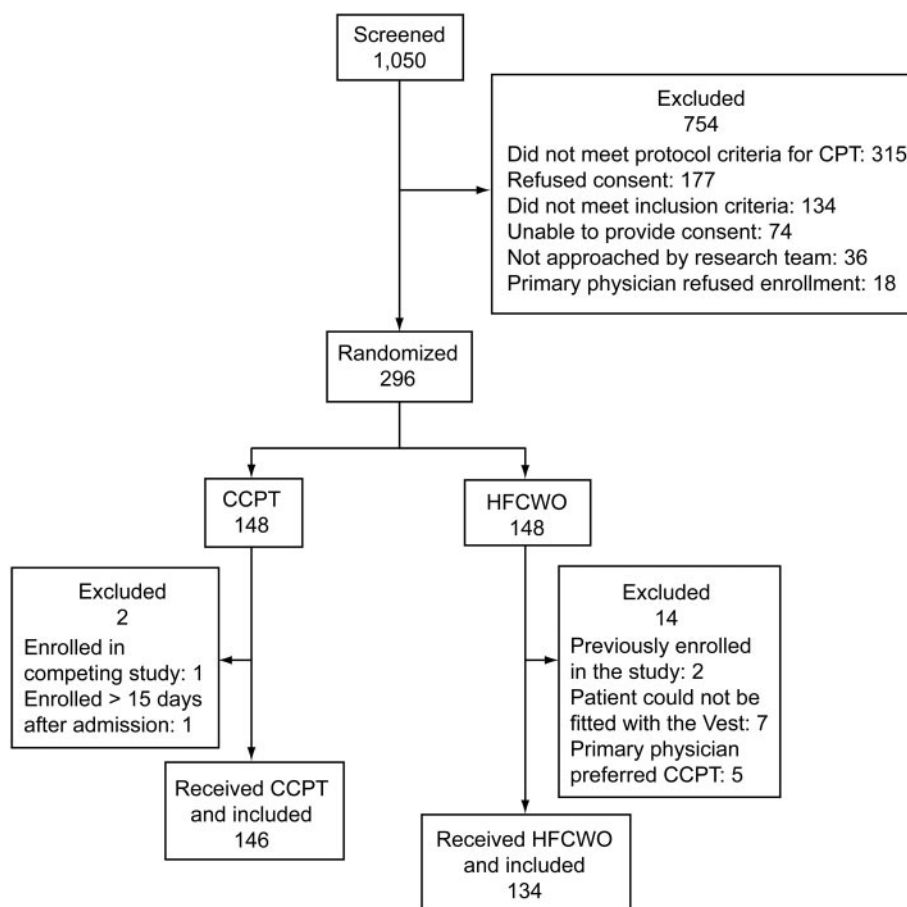 Screened
1,050
Excluded
754
Did not meet protocol criteria for CPT: 315
Refused consent: 177
Did not meet inclusion criteria: 134
Unable to provide consent: 74
Not approached by research team: 36
Primary physician refused enrollment: 18
Randomized
296
CCPT
148
HFCWO
148
Excluded
2
Enrolled in
competing study: 1
Enrolled > 15 days
after admission: 1
Excluded
14
Previously enrolled
in the study: 2
Patient could not be
fitted with the Vest: 7
Primary physician
preferred CCPT: 5
Received CCPT
and included
146
Received HFCWO
and included
134